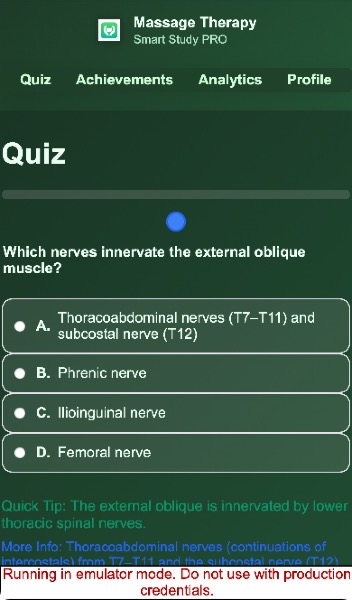 Massage Therapy
Smart Study PRO
Quiz Achievements Analytics Profile
Quiz
Which nerves innervate the external oblique
muscle?
A. Thoracoabdominal nerves (T7–T11) and
subcostal nerve (T12)
B. Phrenic nerve
C. Ilioinguinal nerve
D. Femoral nerve
Quick Tip: The external oblique is innervated by lower
thoracic spinal nerves.
More Info: Thoracoabdominal nerves (continuations of
intercostals) from T7–T11 and the subcostal nerve (T12)
Running in emulator mode. Do not use with production
credentials.